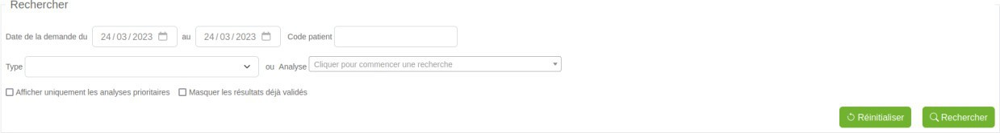 Rechercher
Date de la demande du 24/03/2023 au 24/03/2023 Code patient
Type ou Analyse Cliquer pour commencer une recherche
Afficher uniquement les analyses prioritaires Masquer les résultats déjà validés
Réinitialiser Rechercher